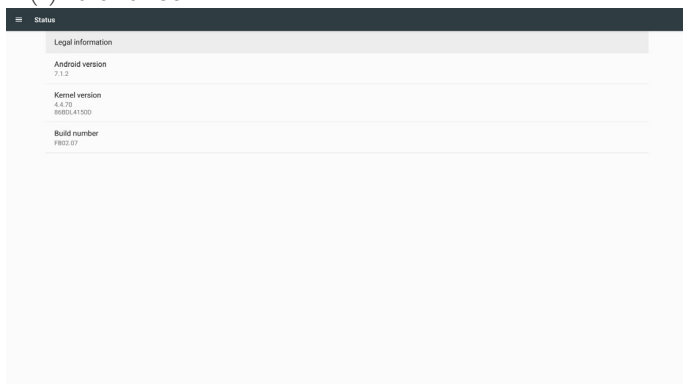 Status
Legal information
Android version
7.1.2
Kernel version
4.4.70
86BDL4150D
Build number
FB02.07